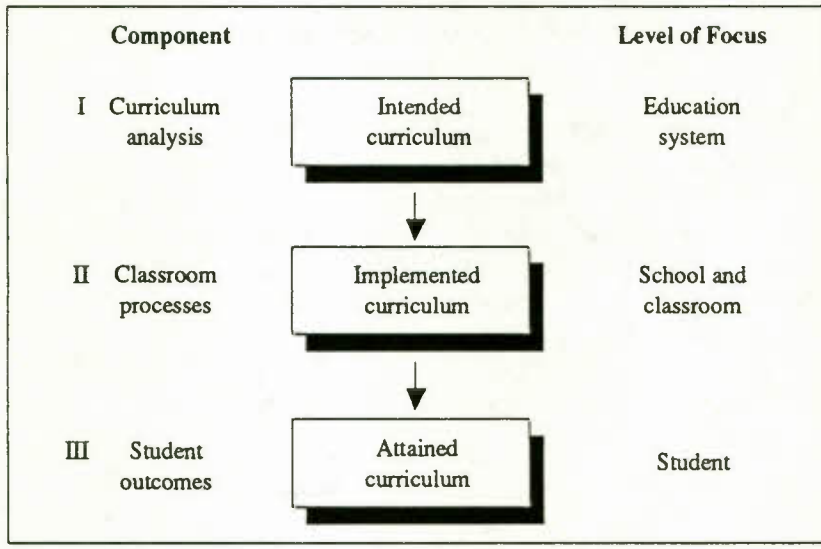 Component
Level of Focus
I Curriculum analysis
Intended curriculum
Education system
II Classroom processes
Implemented curriculum
School and classroom
III Student outcomes
Attained curriculum
Student